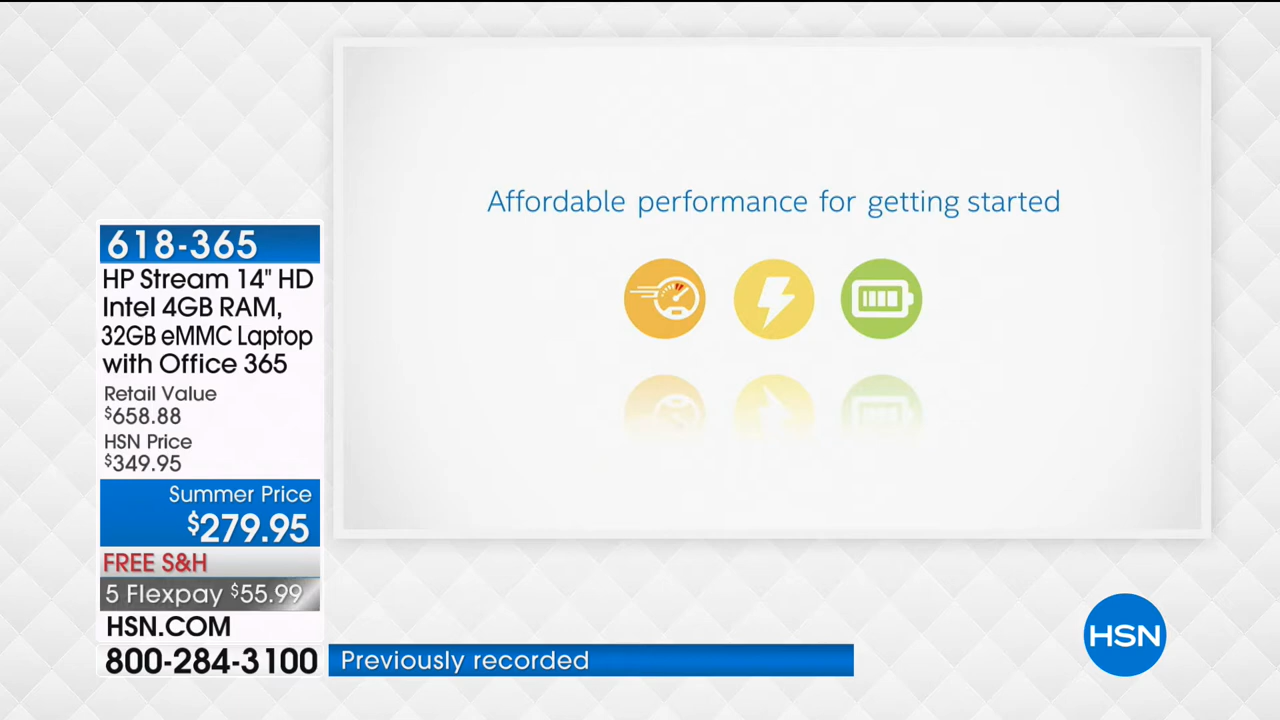 Affordable performance for getting started
618-365
HP Stream 14" HD
Intel 4GB RAM,
32GB eMMC Laptop
with Office 365
Retail Value
$658.88
HSN Price
$349.95
Summer Price
$279.95
FREE S&H
5 Flexpay $55.99
HSN.COM
800-284-3100
Previously recorded
HSN